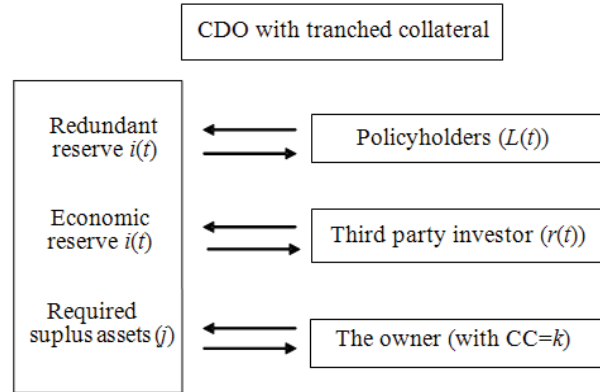 CDO with tranched collateral
Redundant
reserve i(t)
Policyholders (L(t))
Economic
reserve i(t)
Third party investor (r(t))
Required
suplus assets (j)
The owner (with CC=k)